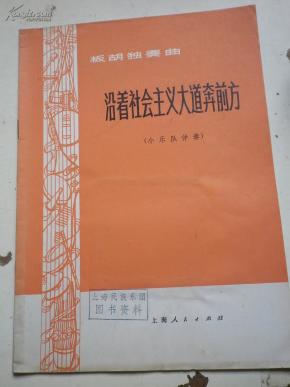 板胡独奏曲
沿着社会主义大道奔前方
(小乐队伴奏)
上海民族乐团
图书资料
上海人民出版社